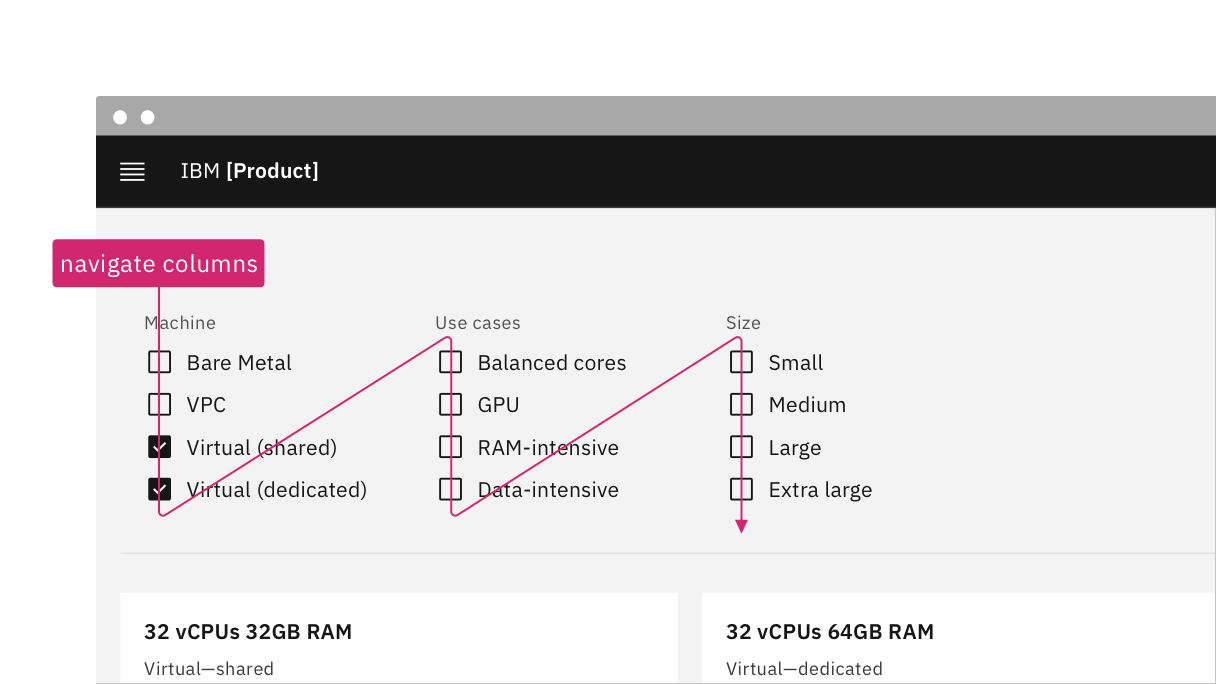 IBM [Product]
navigate columns
Machine
Bare Metal
VPC
Virtual (shared)
Virtual (dedicated)
Use cases
Balanced cores
GPU
RAM-intensive
Data-intensive
Size
Small
Medium
Large
Extra large
32 vCPUs 32GB RAM
Virtual—shared
32 vCPUs 64GB RAM
Virtual—dedicated